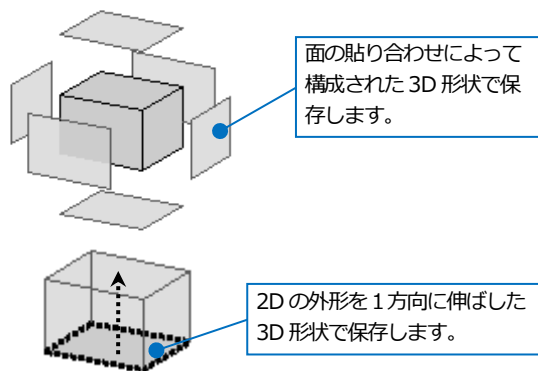 面の貼り合わせによって
構成された 3D 形状で保
存します。
2D の外形を１方向に伸ばした
3D 形状で保存します。